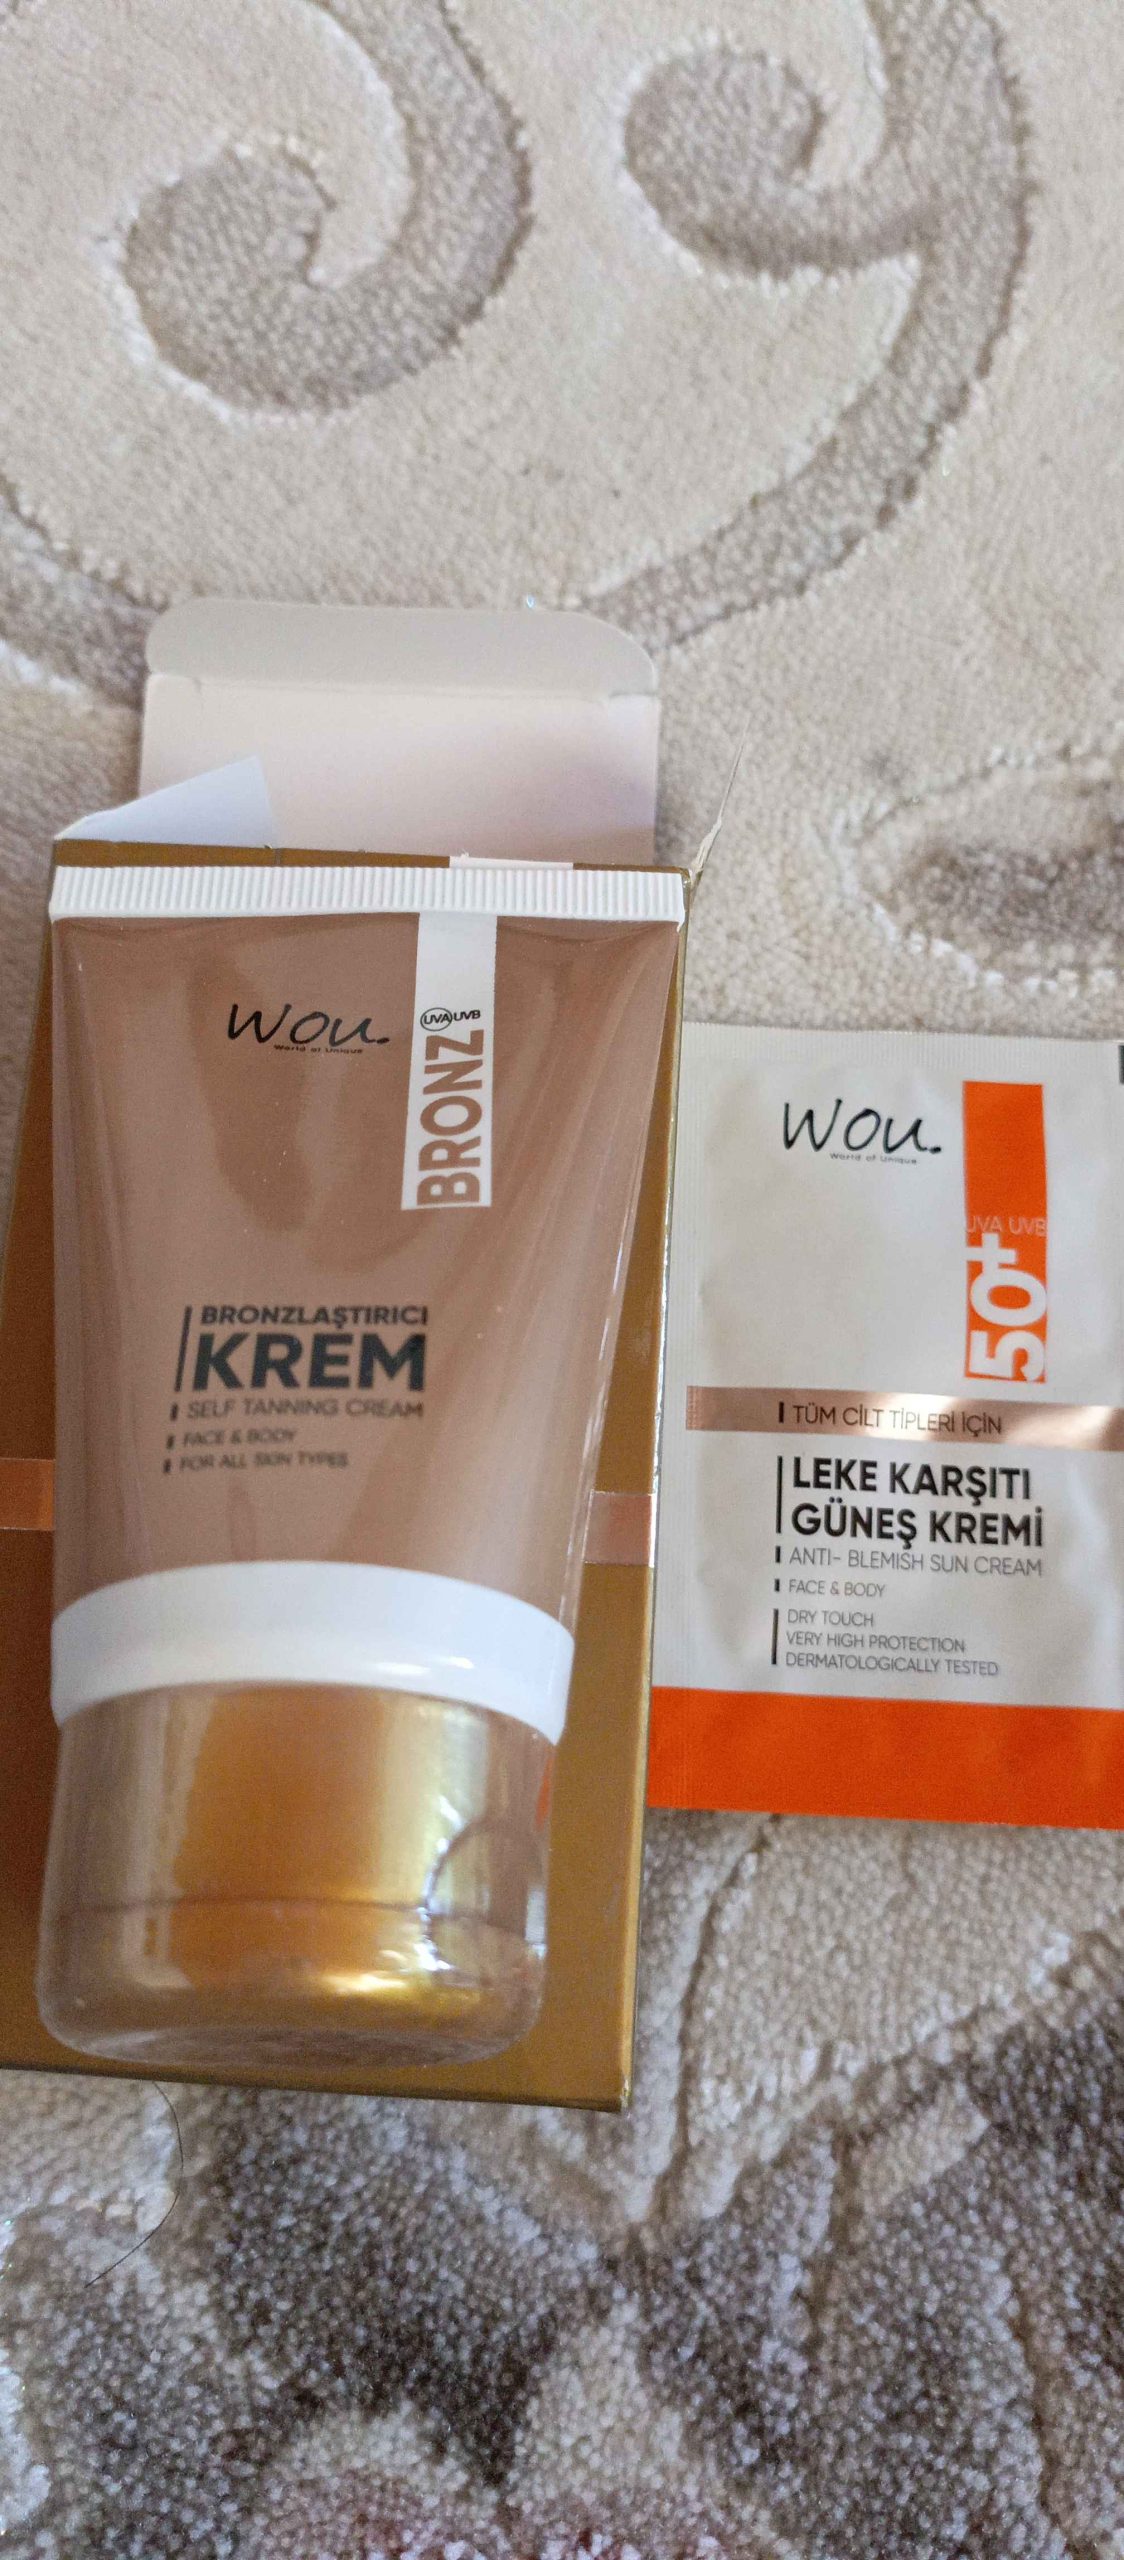 Wou.
World of Unique
UVA UVB
BRONZ
BRONZLAŞTIRICI
KREM
SELF TANNING CREAM
FACE & BODY
FOR ALL SKIN TYPES
Wou.
World of Unique
UVA UVB
50+
TÜM CİLT TİPLERİ İÇİN
LEKE KARŞITI
GÜNEŞ KREMİ
ANTI- BLEMISH SUN CREAM
FACE & BODY
DRY TOUCH
VERY HIGH PROTECTION
DERMATOLOGICALLY TESTED